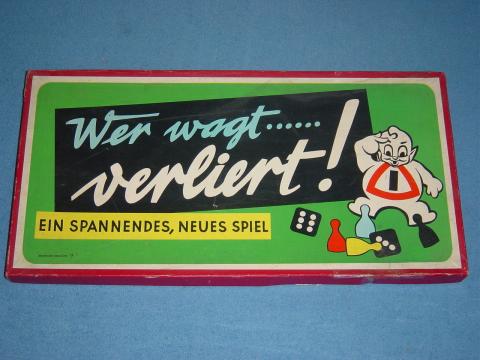 Wer wagt......
verliert!
EIN SPANNENDES, NEUES SPIEL